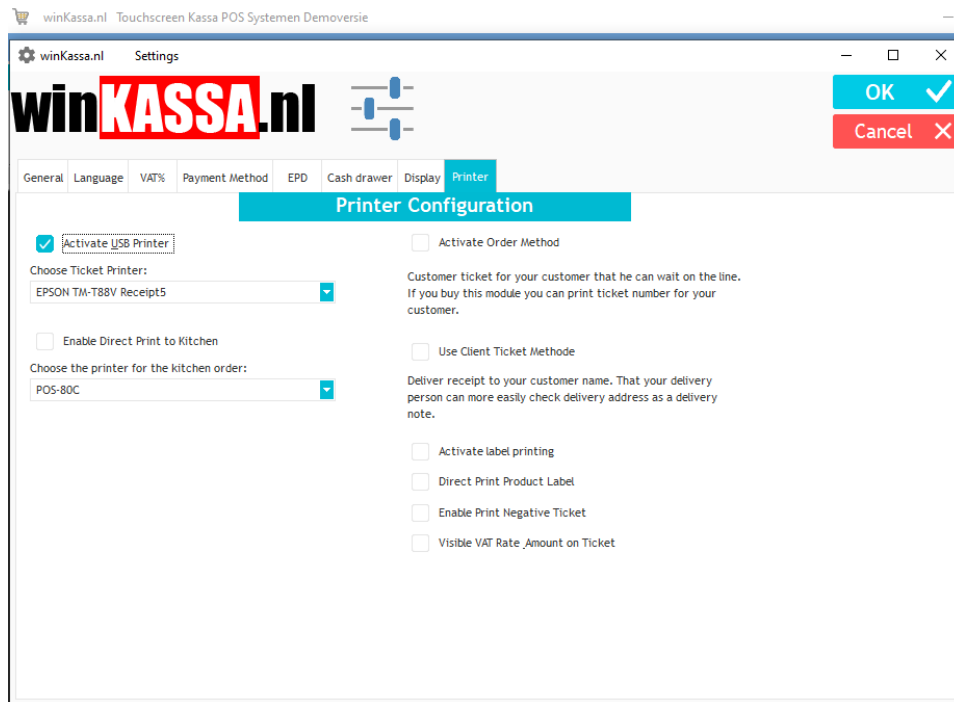 winKassa.nl Touchscreen Kassa POS Systemen Demoversie
winKassa.nl Settings
winKASSA.nl
OK
Cancel
General Language VAT% Payment Method EPD Cash drawer Display Printer
Printer Configuration
Activate USB Printer
Choose Ticket Printer:
EPSON TM-T88V Receipt5
Enable Direct Print to Kitchen
Choose the printer for the kitchen order:
POS-80C
Activate Order Method
Customer ticket for your customer that he can wait on the line.
If you buy this module you can print ticket number for your
customer.
Use Client Ticket Methode
Deliver receipt to your customer name. That your delivery
person can more easily check delivery address as a delivery
note.
Activate label printing
Direct Print Product Label
Enable Print Negative Ticket
Visible VAT Rate Amount on Ticket